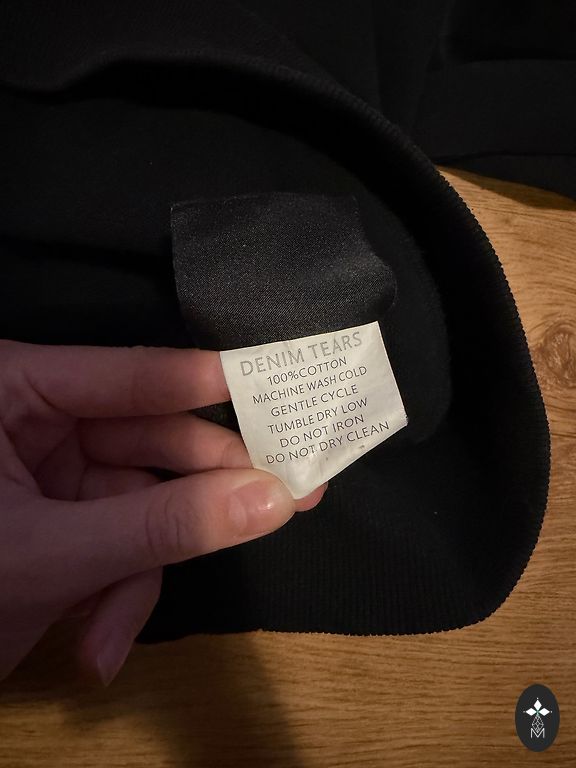 DENIM TEARS
100%COTTON
MACHINE WASH COLD
GENTLE CYCLE
TUMBLE DRY LOW
DO NOT IRON
DO NOT DRY CLEAN
M